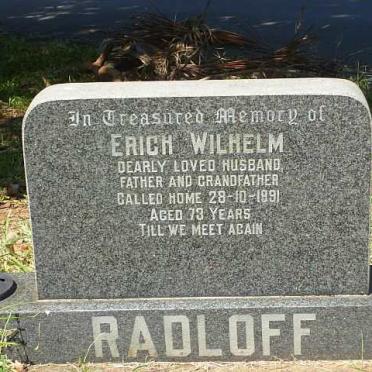 In Treasured Memory of
ERICH WILHELM
DEARLY LOVED HUSBAND,
FATHER AND GRANDFATHER
CALLED HOME 28-10-1991
AGED 73 YEARS
TILL WE MEET AGAIN
RADLOFF